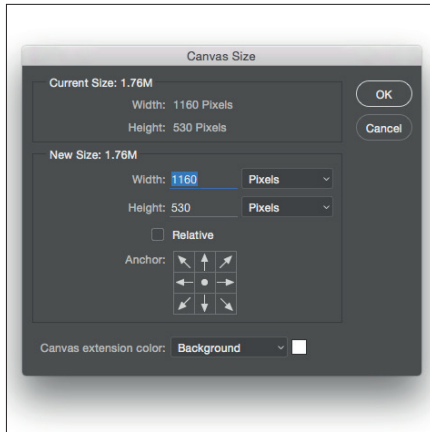 Canvas Size
Current Size: 1.76M
Width: 1160 Pixels
Height: 530 Pixels
OK
Cancel
New Size: 1.76M
Width: 1160 Pixels
Height: 530 Pixels
Relative
Anchor:
Canvas extension color: Background